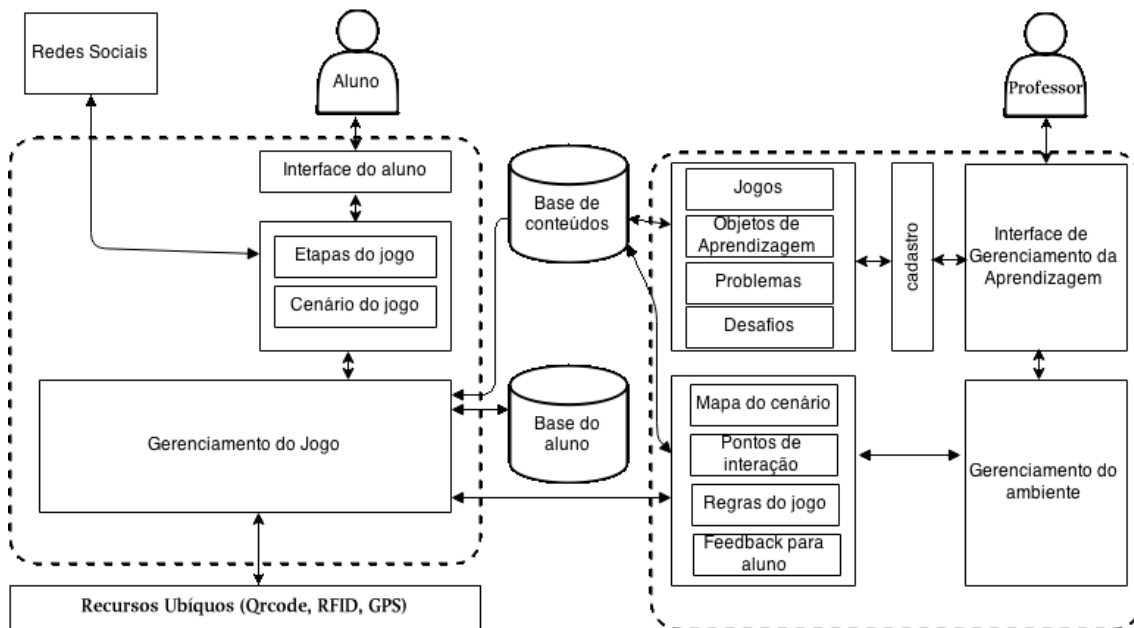 Redes Sociais
Aluno
Professor
Interface do aluno
Etapas do jogo
Cenário do jogo
Gerenciamento do Jogo
Recursos Ubíquos (Qrcode, RFID, GPS)
Base de
conteúdos
Base do
aluno
Jogos
Objetos de
Aprendizagem
Problemas
Desafios
cadastro
Interface de
Gerenciamento da
Aprendizagem
Mapa do cenário
Pontos de
interação
Regras do jogo
Feedback para
aluno
Gerenciamento do
ambiente